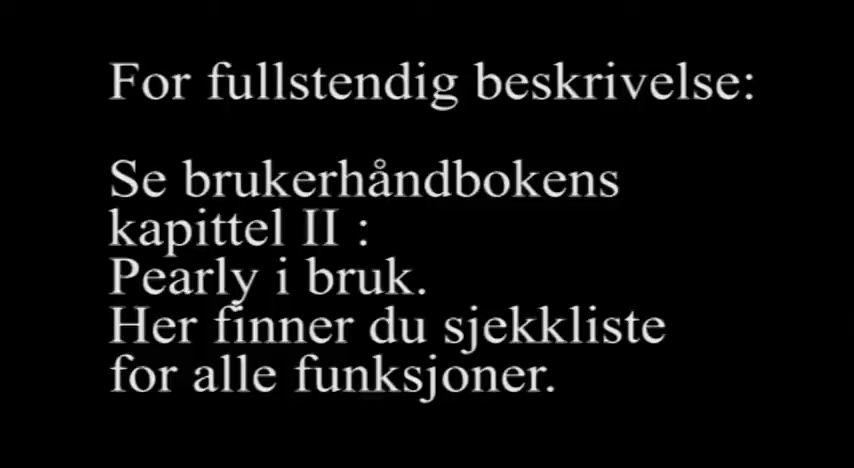 For fullstendig beskrivelse:
Se brukerhåndbokens
kapittel II :
Pearly i bruk.
Her finner du sjekkliste
for alle funksjoner.